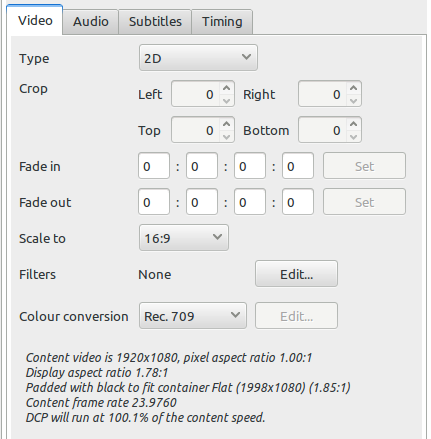 Video Audio Subtitles Timing
Type 2D
Crop Left 0 Right 0
Top 0 Bottom 0
Fade in 0 : 0 : 0 : 0 Set
Fade out 0 : 0 : 0 : 0 Set
Scale to 16:9
Filters None Edit...
Colour conversion Rec. 709 Edit...
Content video is 1920x1080, pixel aspect ratio 1.00:1
Display aspect ratio 1.78:1
Padded with black to fit container Flat (1998x1080) (1.85:1)
Content frame rate 23.9760
DCP will run at 100.1% of the content speed.